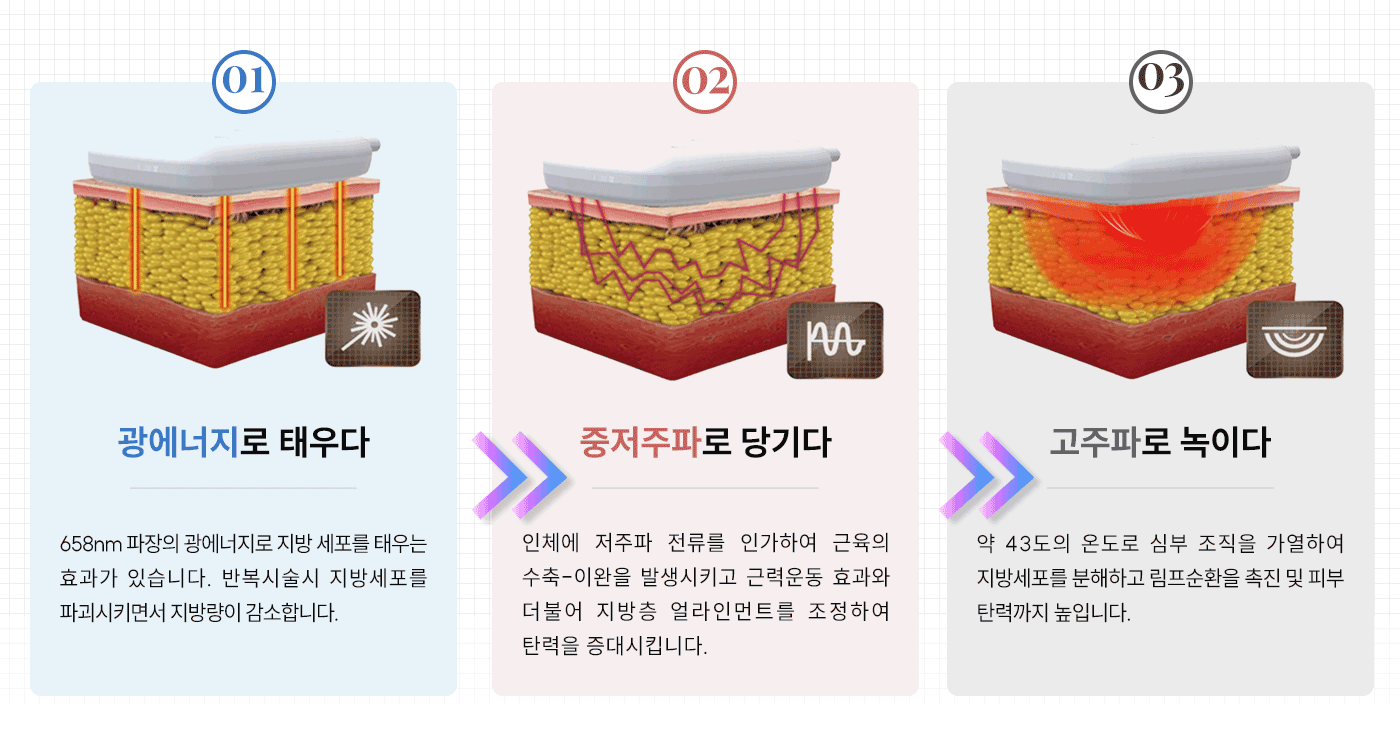 01
광에너지로 태우다
658nm 파장의 광에너지로 지방 세포를 태우는
효과가 있습니다. 반복시술시 지방세포를
파괴시키면서 지방량이 감소합니다.
02
중저주파로 당기다
인체에 저주파 전류를 인가하여 근육의
수축-이완을 발생시키고 근력운동 효과와
더불어 지방층 얼라인먼트를 조정하여
탄력을 증대시킵니다.
03
고주파로 녹이다
약 43도의 온도로 심부 조직을 가열하여
지방세포를 분해하고 림프순환을 촉진 및 피부
탄력까지 높입니다.